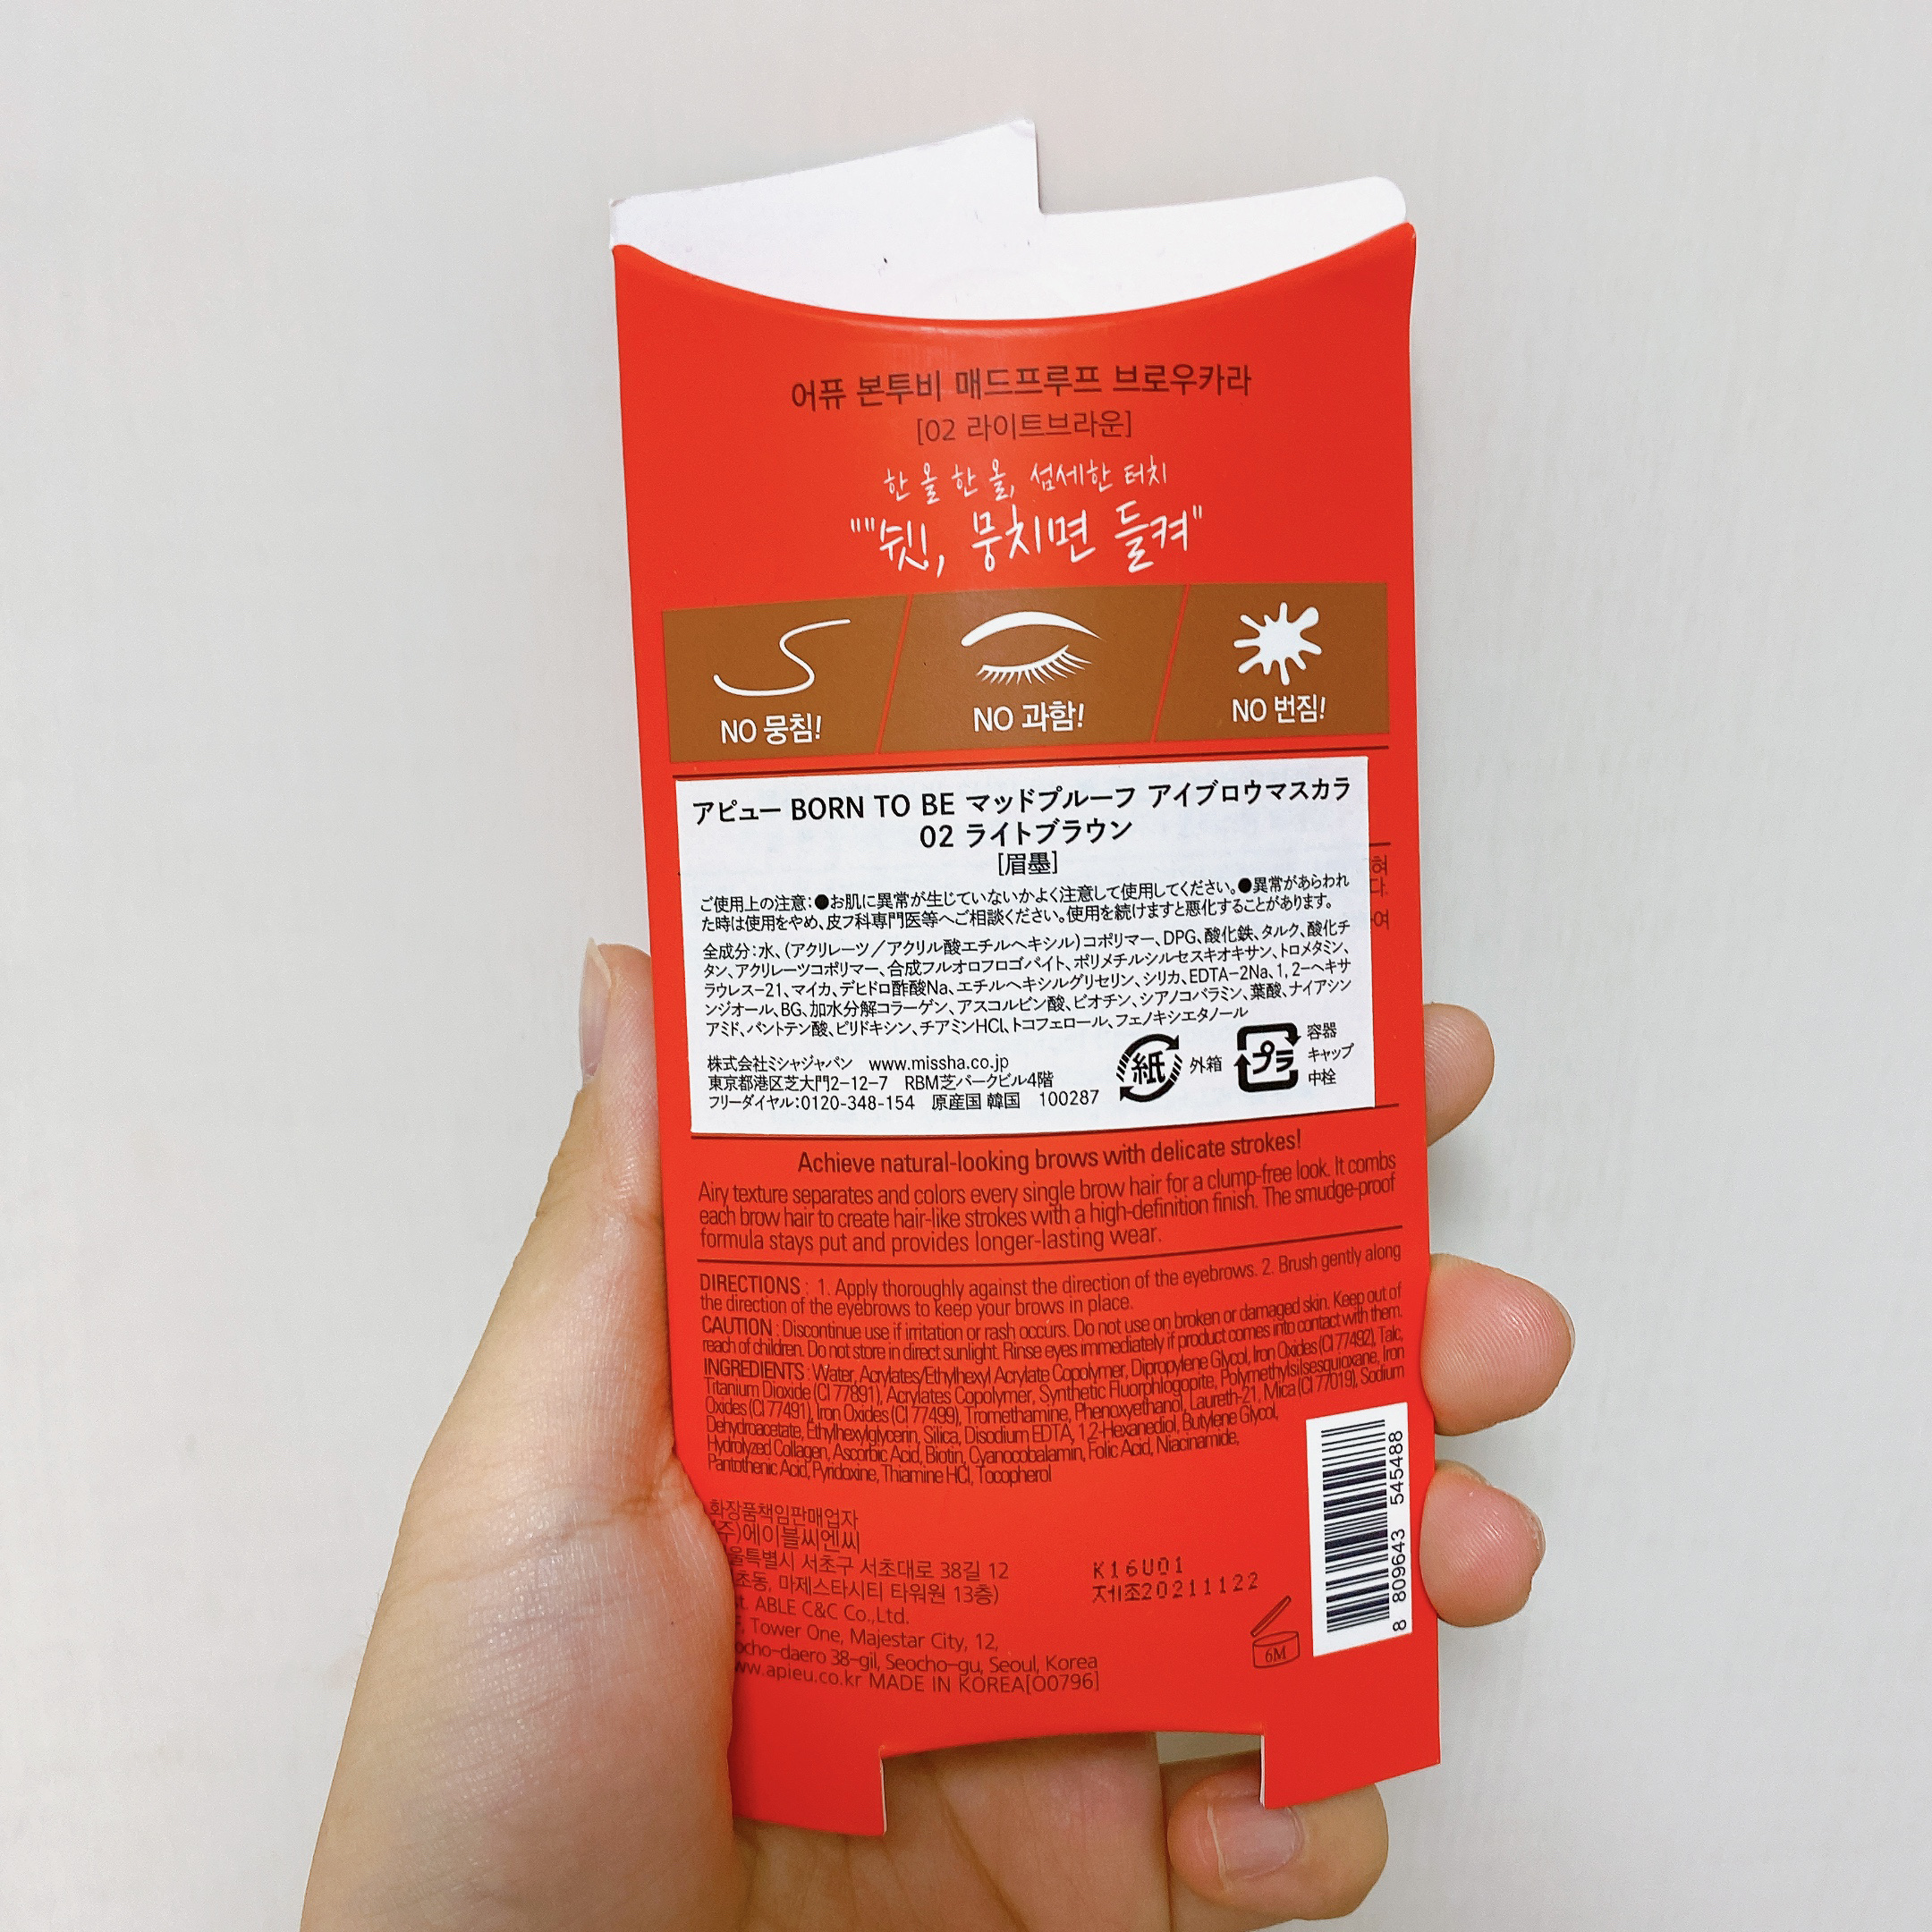 어퓨 본투비 매드프루프 브로우카라
[02 라이트브라운]
한 올 한 올, 섬세한 터치
""쉿, 뭉치면 들켜"
NO 뭉침!
NO 과함!
NO 번짐!
アピュー BORN TO BE マッドプルーフ アイブロウマスカラ
02 ライトブラウン
[眉墨]
ご使用上の注意:●お肌に異常が生じていないかよく注意して使用してください。●異常があらわれ
た時は使用をやめ、皮フ科専門医等へご相談ください。使用を続けますと悪化することがあります。
全成分:水、(アクリレーツ/アクリル酸エチルヘキシル)コポリマー、DPG、酸化鉄、タルク、酸化チ
タン、アクリレーツコポリマー、合成フルオロフロゴパイト、ポリメチルシルセスキオキサン、トロメタミン、
ラウレス-21、マイカ、デヒドロ酢酸Na、エチルヘキシルグリセリン、シリカ、EDTA-2Na、1,2-ヘキサ
ンジオール、BG、加水分解コラーゲン、アスコルビン酸、ビオチン、シアノコバラミン、葉酸、ナイアシン
アミド、パントテン酸、ピリドキシン、チアミンHCl、トコフェロール、フェノキシエタノール
株式会社ミシャジャパン www.missha.co.jp
東京都港区芝大門2-12-7 RBM芝パークビル4階
フリーダイヤル:0120-348-154 原産国 韓国 100287
紙 外箱
プラ 容器
キャップ
中栓
혀
다.
여
Achieve natural-looking brows with delicate strokes!
Airy texture separates and colors every single brow hair for a clump-free look. It combs
each brow hair to create hair-like strokes with a high-definition finish. The smudge-proof
formula stays put and provides longer-lasting wear.
DIRECTIONS : 1. Apply thoroughly against the direction of the eyebrows. 2. Brush gently along
the direction of the eyebrows to keep your brows in place.
CAUTION : Discontinue use if irritation or rash occurs. Do not use on broken or damaged skin. Keep out of
reach of children. Do not store in direct sunlight. Rinse eyes immediately if product comes into contact with them.
INGREDIENTS : Water, Acrylates/Ethylhexyl Acrylate Copolymer, Dipropylene Glycol, Iron Oxides (CI 77492), Talc,
Titanium Dioxide (CI 77891), Acrylates Copolymer, Synthetic Fluorphlogopite, Polymethylsilsesquioxane, Iron
Oxides (CI 77491), Iron Oxides (CI 77499), Tromethamine, Phenoxyethanol, Laureth-21, Mica (CI 77019), Sodium
Dehydroacetate, Ethylhexylglycerin, Silica, Disodium EDTA, 1,2-Hexanediol, Butylene Glycol,
Hydrolyzed Collagen, Ascorbic Acid, Biotin, Cyanocobalamin, Folic Acid, Niacinamide,
Pantothenic Acid, Pyridoxine, Thiamine HCl, Tocopherol
화장품책임판매업자
주)에이블씨엔씨
울특별시 서초구 서초대로 38길 12
초동, 마제스타시티 타워원 13층)
t. ABLE C&C Co.,Ltd.
F, Tower One, Majestar City, 12,
ocho-daero 38-gil, Seocho-gu, Seoul, Korea
ww.apieu.co.kr MADE IN KOREA[O0796]
K16U01
제조20211122
6M
8 809643 545488